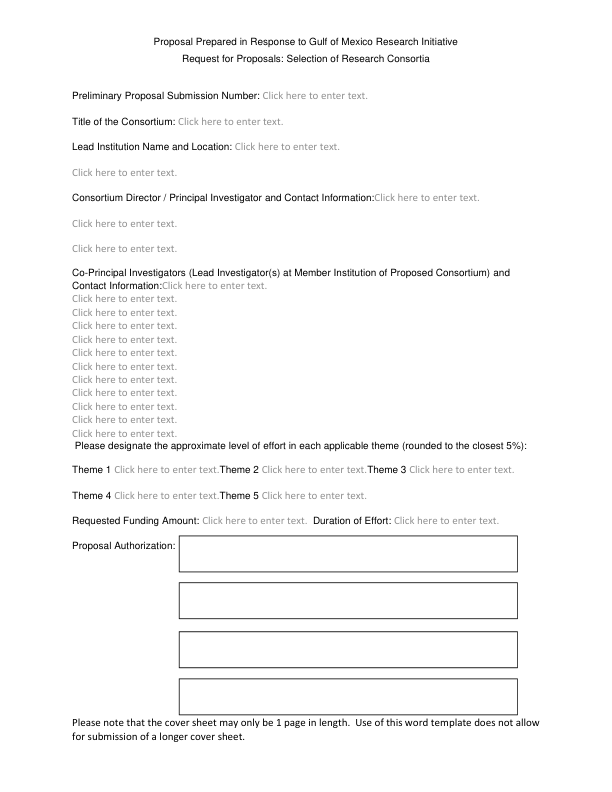 Proposal Prepared in Response to Gulf of Mexico Research Initiative
Request for Proposals: Selection of Research Consortia
Preliminary Proposal Submission Number: Click here to enter text.
Title of the Consortium: Click here to enter text.
Lead Institution Name and Location: Click here to enter text.
Click here to enter text.
Consortium Director / Principal Investigator and Contact Information:Click here to enter text.
Click here to enter text.
Click here to enter text.
Co-Principal Investigators (Lead Investigator(s) at Member Institution of Proposed Consortium) and
Contact Information:Click here to enter text.
Click here to enter text.
Click here to enter text.
Click here to enter text.
Click here to enter text.
Click here to enter text.
Click here to enter text.
Click here to enter text.
Click here to enter text.
Click here to enter text.
Click here to enter text.
Click here to enter text.
Please designate the approximate level of effort in each applicable theme (rounded to the closest 5%):
Theme 1 Click here to enter text.Theme 2 Click here to enter text.Theme 3 Click here to enter text.
Theme 4 Click here to enter text.Theme 5 Click here to enter text.
Requested Funding Amount: Click here to enter text.  Duration of Effort: Click here to enter text.
Proposal Authorization:
Please note that the cover sheet may only be 1 page in length.  Use of this word template does not allow
for submission of a longer cover sheet.